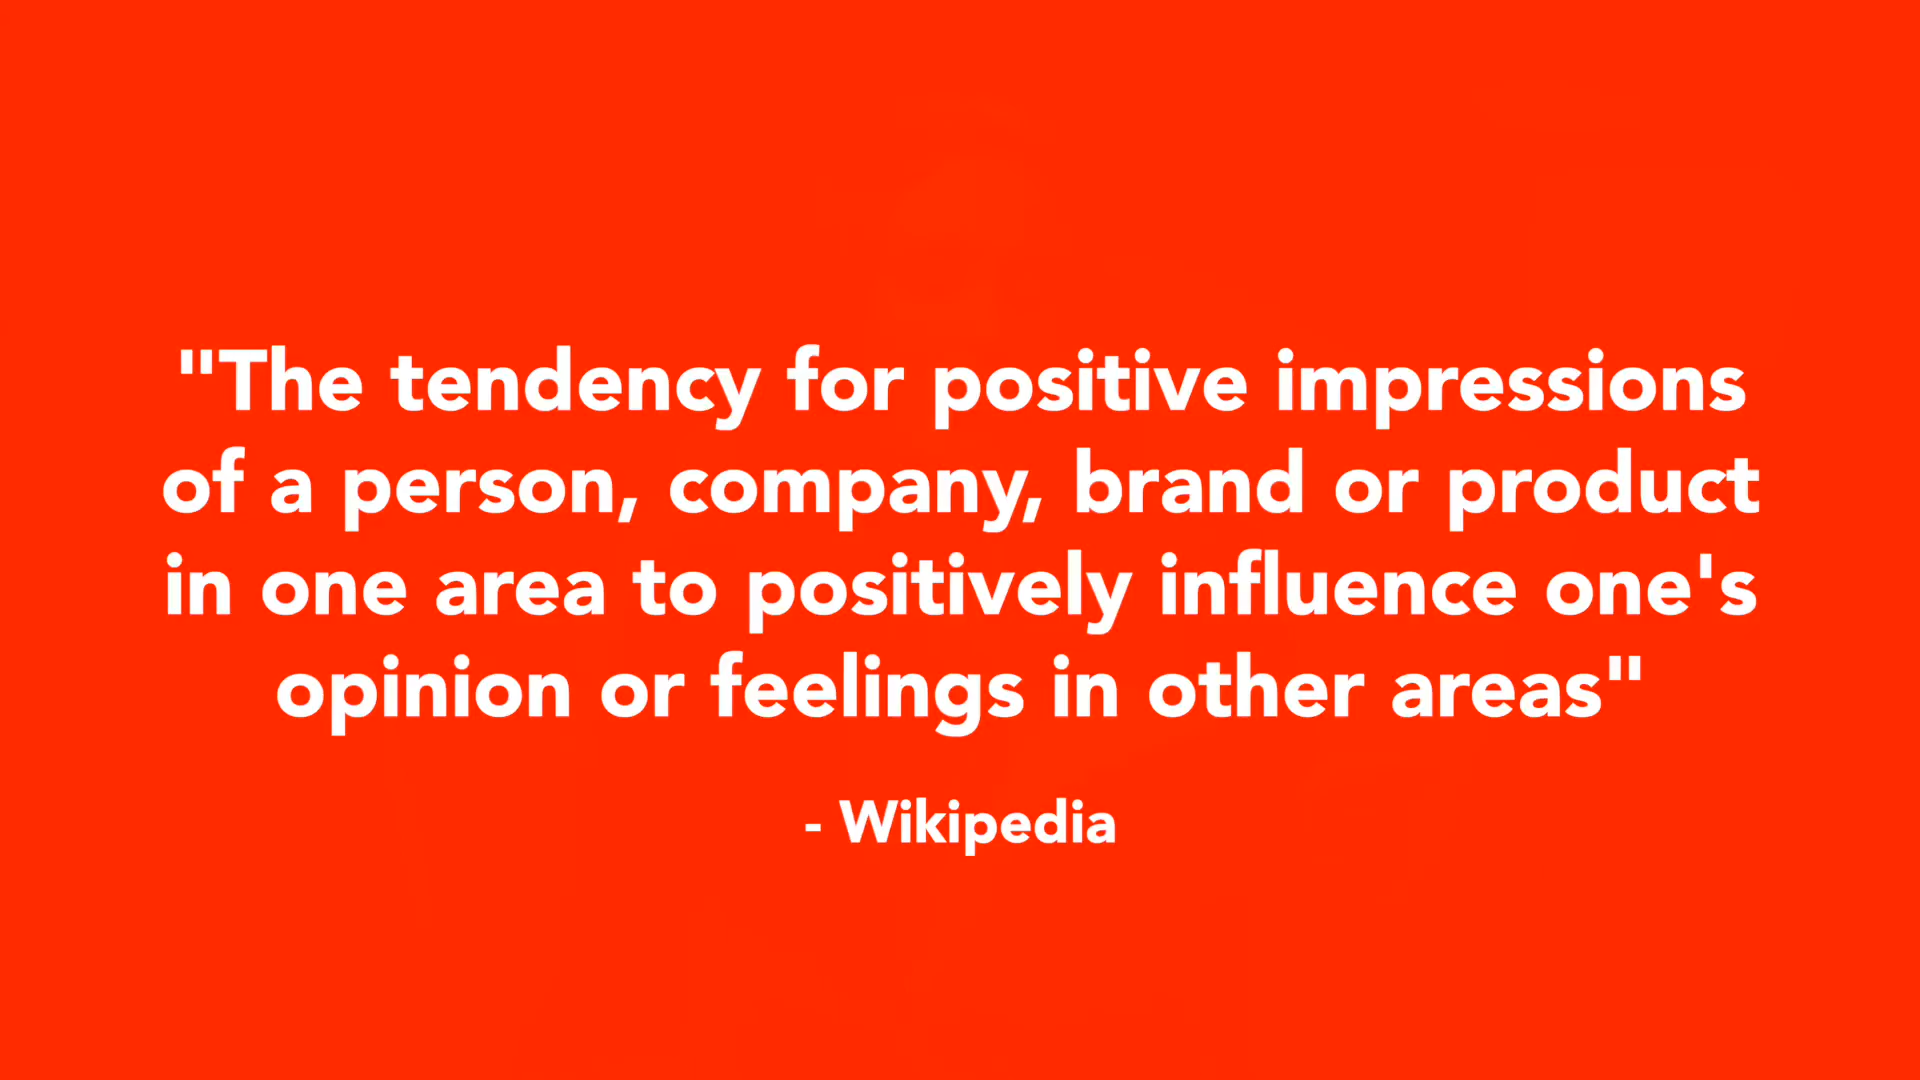 "The tendency for positive impressions
of a person, company, brand or product
in one area to positively influence one's
opinion or feelings in other areas"
- Wikipedia